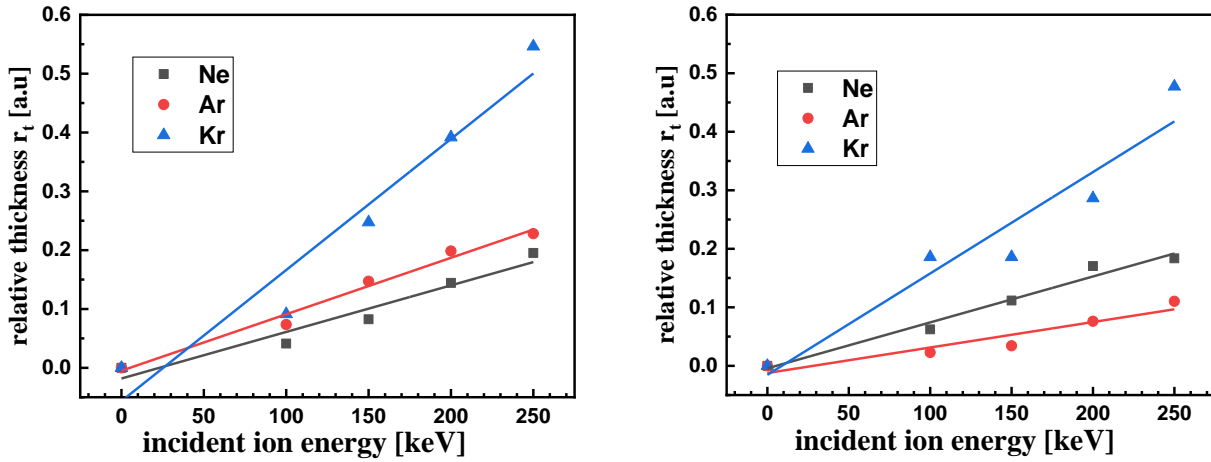 relative thickness r_t [a.u]
0.6
0.5
0.4
0.3
0.2
0.1
0.0
Ne
Ar
Kr
0 50 100 150 200 250
incident ion energy [keV]
relative thickness r_t [a.u]
0.6
0.5
0.4
0.3
0.2
0.1
0.0
Ne
Ar
Kr
0 50 100 150 200 250
incident ion energy [keV]